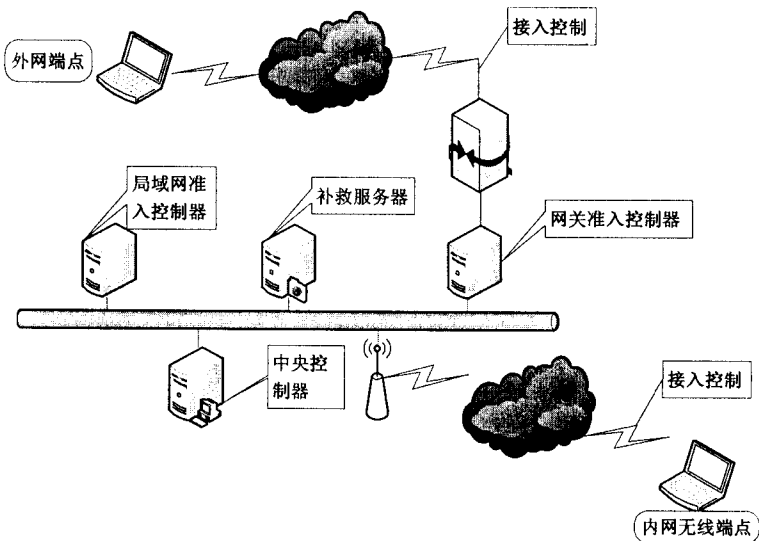 接入控制
外网端点
局域网准
入控制器
补救服务器
网关准入控制器
中央控
制器
接入控制
内网无线端点